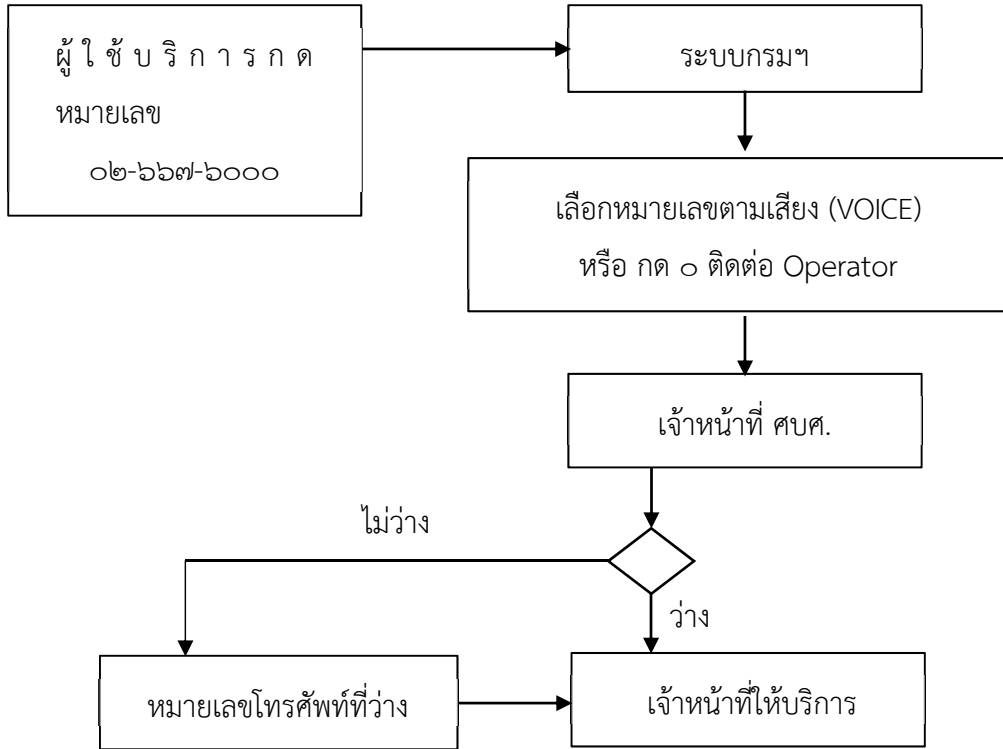 ผู้ ใ ช้ บ ริ ก า ร ก ด
หมายเลข
๐๒-๖๖๗-๖๐๐๐
ระบบกรมฯ
เลือกหมายเลขตามเสียง (VOICE)
หรือ กด ๐ ติดต่อ Operator
เจ้าหน้าที่ ศบศ.
ไม่ว่าง
ว่าง
หมายเลขโทรศัพท์ที่ว่าง
เจ้าหน้าที่ให้บริการ